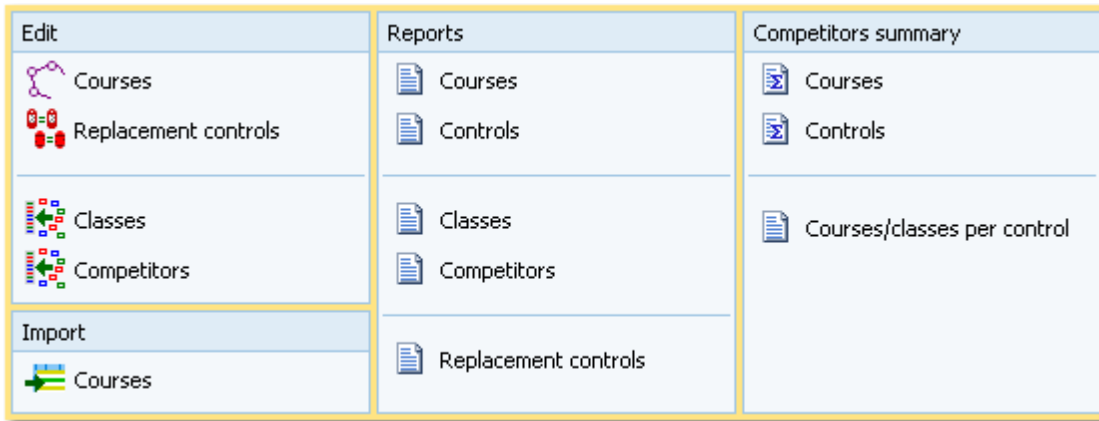 Edit
Courses
Replacement controls
Classes
Competitors
Import
Courses
Reports
Courses
Controls
Classes
Competitors
Replacement controls
Competitors summary
Courses
Controls
Courses/classes per control